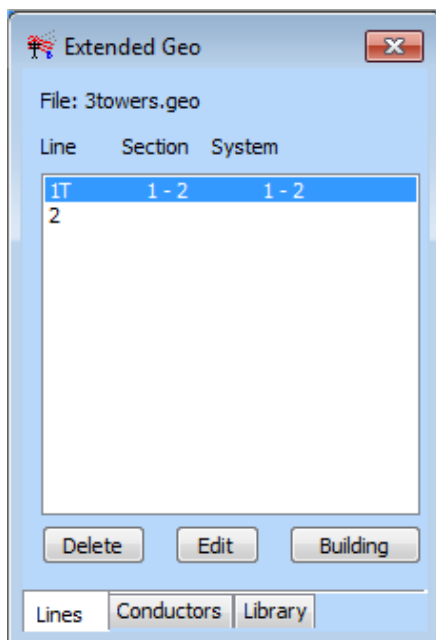 Extended Geo
File: 3towers.geo
Line Section System
1T 1 - 2 1 - 2
2
Delete Edit Building
Lines Conductors Library